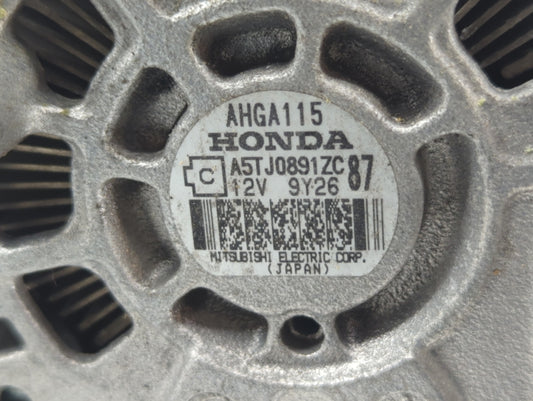 AHGA115
HONDA
C A5TJ0891ZC 87
12V 9Y26
MITSUBISHI ELECTRIC CORP.
(JAPAN)